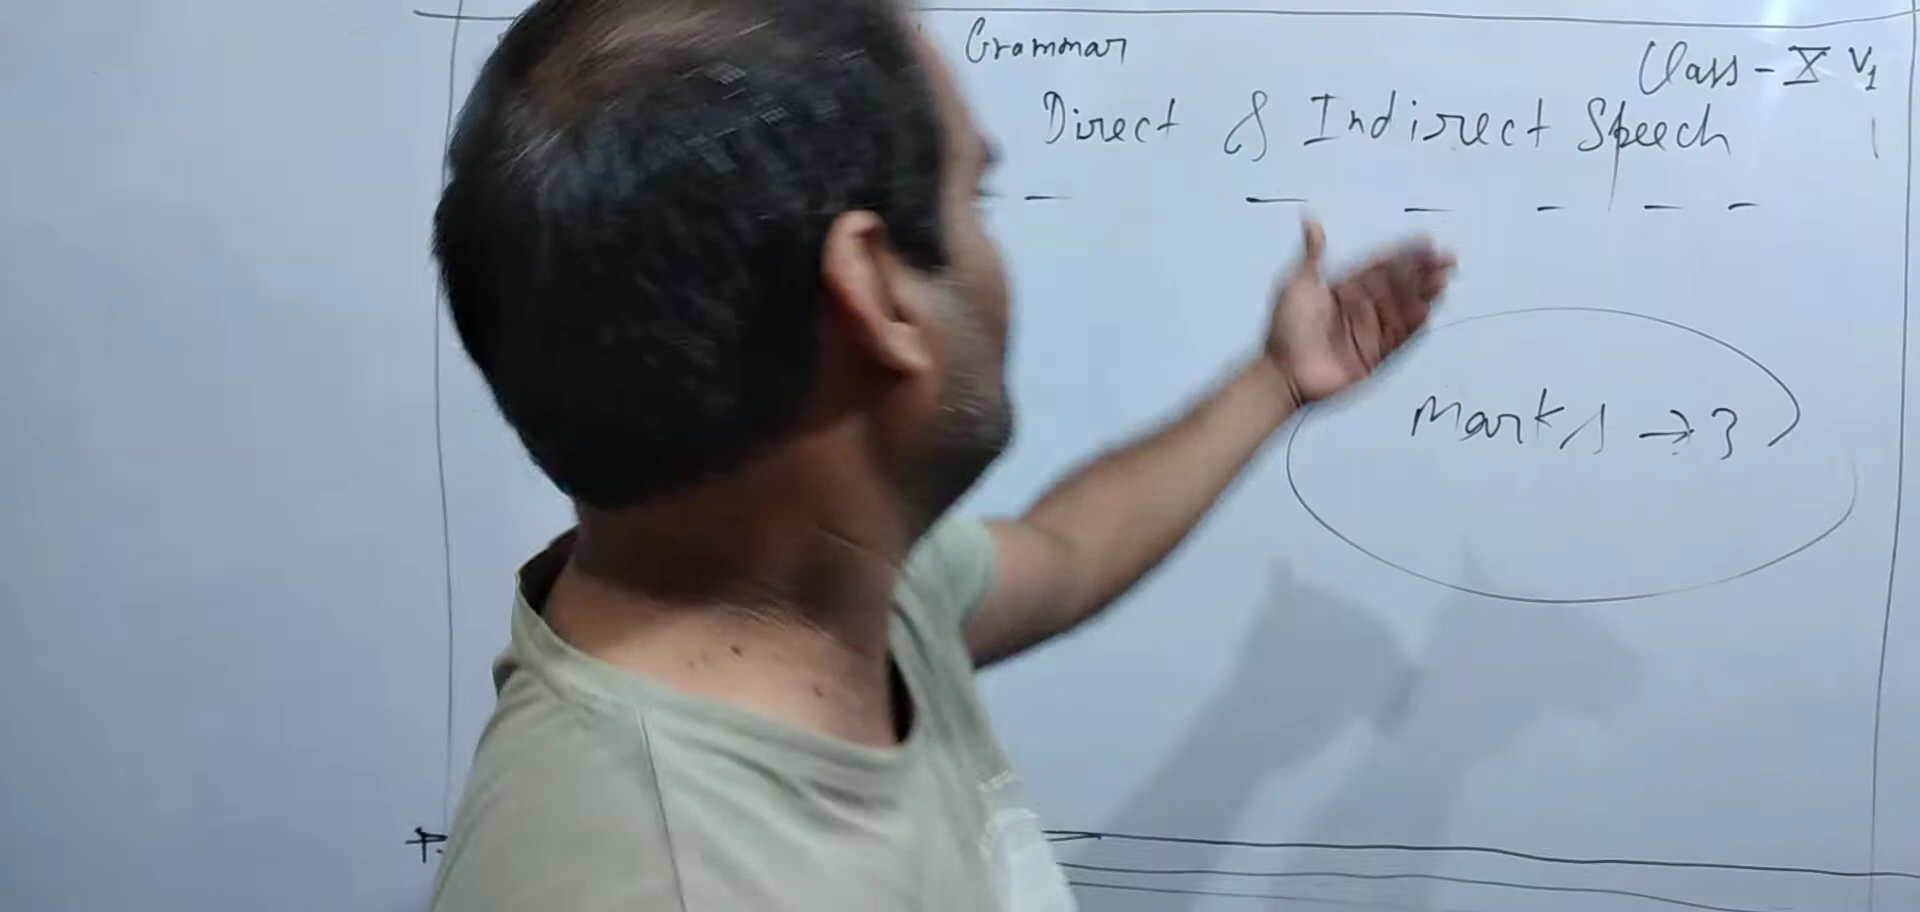 Grammar
Class - X V1
Direct & Indirect Speech
Marks → 3